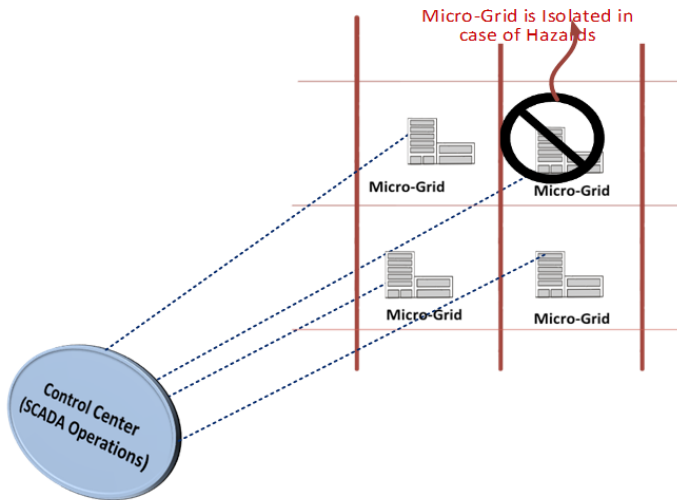 Micro-Grid is Isolated in
case of Hazards
Micro-Grid
Micro-Grid
Micro-Grid
Micro-Grid
Control Center
(SCADA Operations)